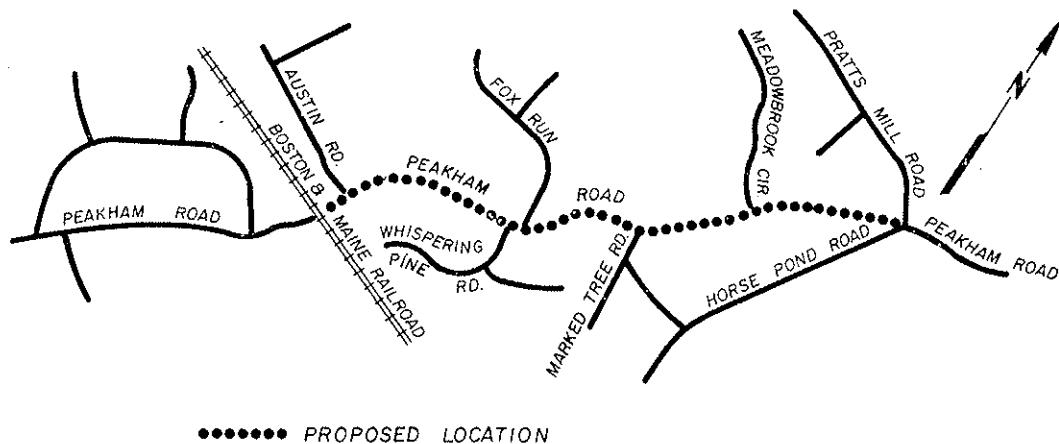 PEAKHAM ROAD
BOSTON & MAINE RAILROAD
AUSTIN RD.
PEAKHAM ROAD
WHISPERING
PINE
RD.
FOX RUN
MARKED TREE RD.
MEADOWBROOK CIR
PRATTS MILL ROAD
HORSE POND ROAD
PEAKHAM ROAD
N
PROPOSED LOCATION